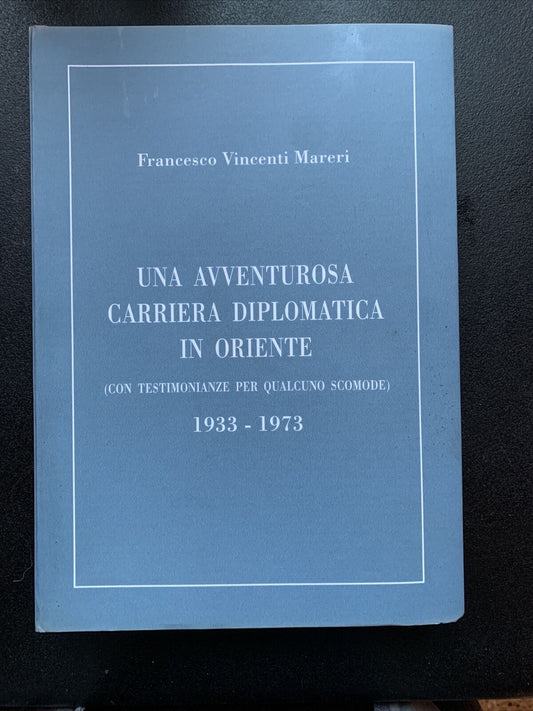 Francesco Vincenti Mareri
UNA AVVENTUROSA
CARRIERA DIPLOMATICA
IN ORIENTE
(CON TESTIMONIANZE PER QUALCUNO SCOMODE)
1933 - 1973